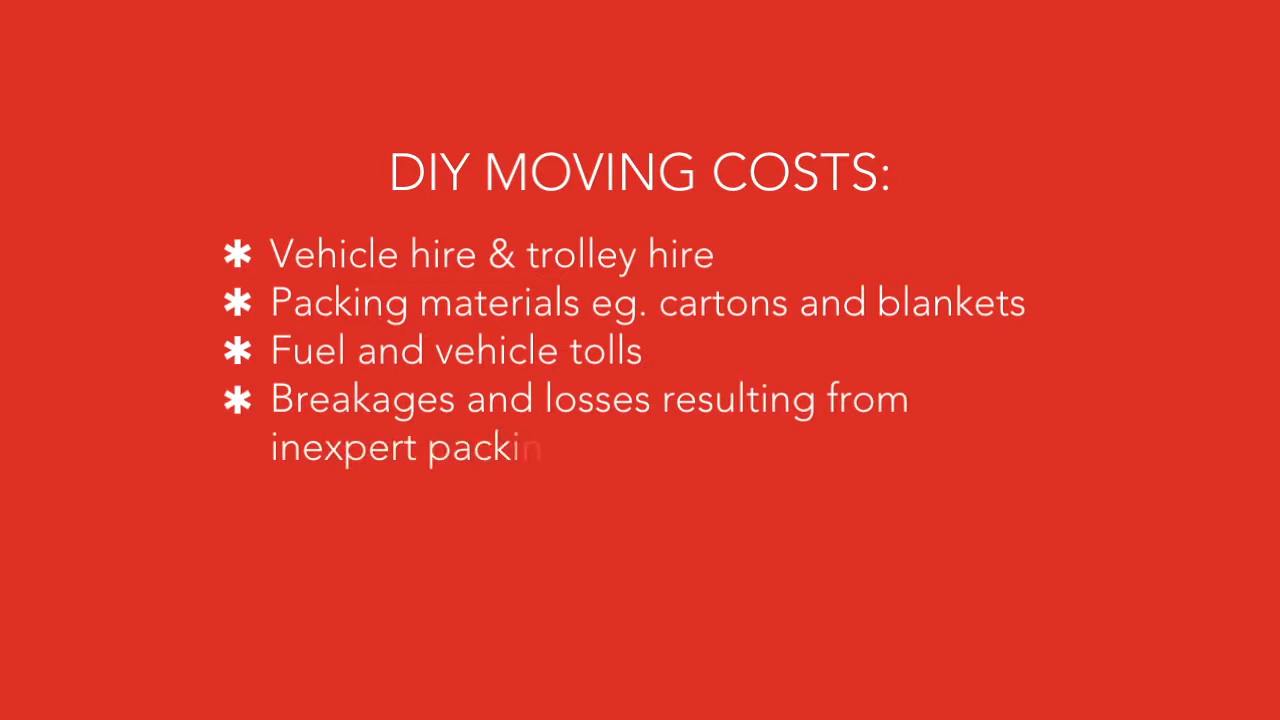 DIY MOVING COSTS:
✱ Vehicle hire & trolley hire
✱ Packing materials eg. cartons and blankets
✱ Fuel and vehicle tolls
✱ Breakages and losses resulting from
inexpert packin